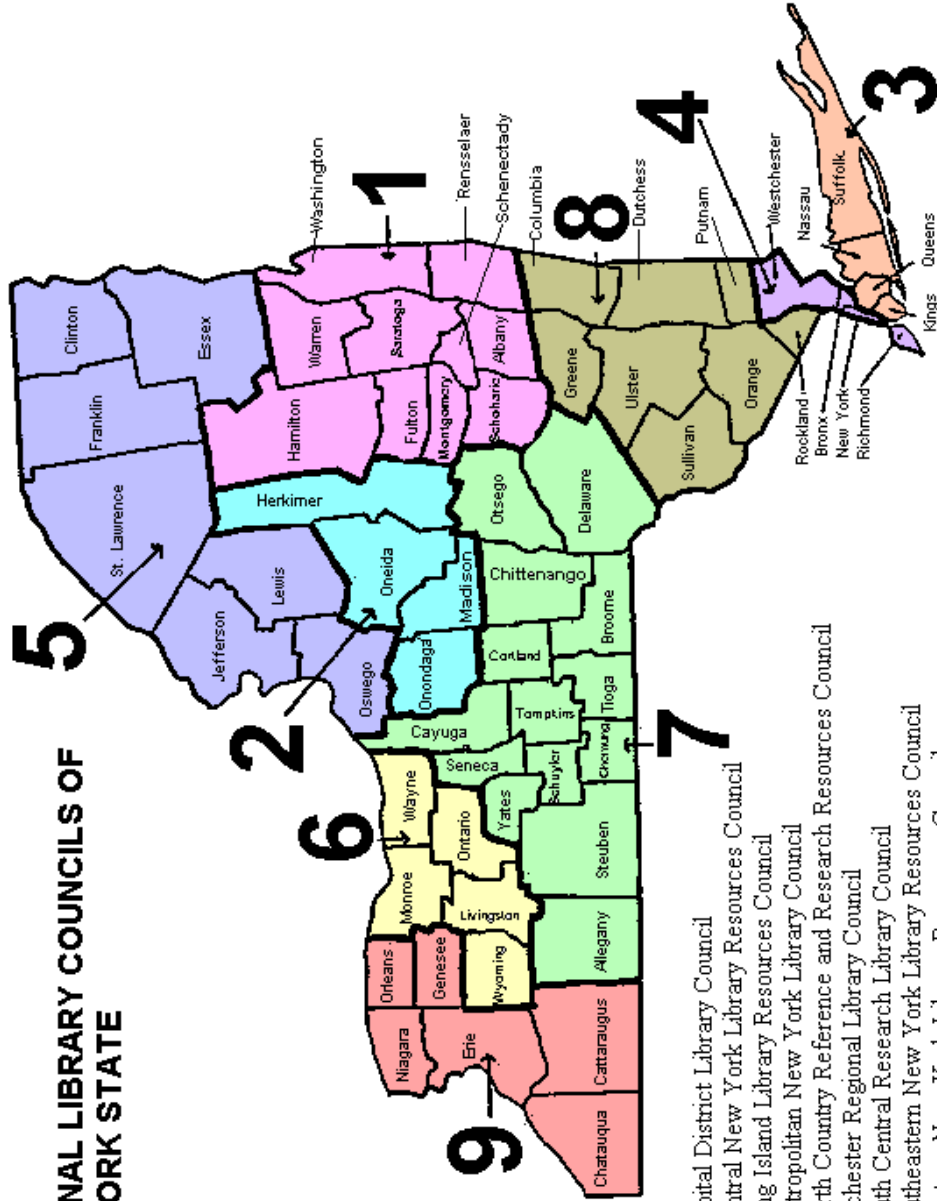 NAL LIBRARY COUNCILS OF
ORK STATE
5
2
6
9
1
8
4
3
7
Clinton
Franklin
St. Lawrence
Essex
Jefferson
Lewis
Oswego
Herkimer
Oneida
Madison
Onondaga
Hamilton
Warren
Washington
Saratoga
Fulton
Montgomery
Schoharie
Albany
Rensselaer
Schenectady
Columbia
Greene
Ulster
Dutchess
Sullivan
Orange
Putnam
Rockland
Bronx
New York
Richmond
Westchester
Nassau
Suffolk
Queens
Kings
Otsego
Delaware
Chittenango
Broome
Cortland
Tioga
Tompkins
Cayuga
Seneca
Schuyler
Chemung
Yates
Steuben
Allegany
Wayne
Ontario
Monroe
Livingston
Wyoming
Orleans
Genesee
Niagara
Erie
Cattaraugus
Chatauqua
pital District Library Council
tral New York Library Resources Council
g Island Library Resources Council
tropolitan New York Library Council
th Country Reference and Research Resources Council
chester Regional Library Council
th Central Research Library Council
theastern New York Library Resources Council
New York Library Resources Council